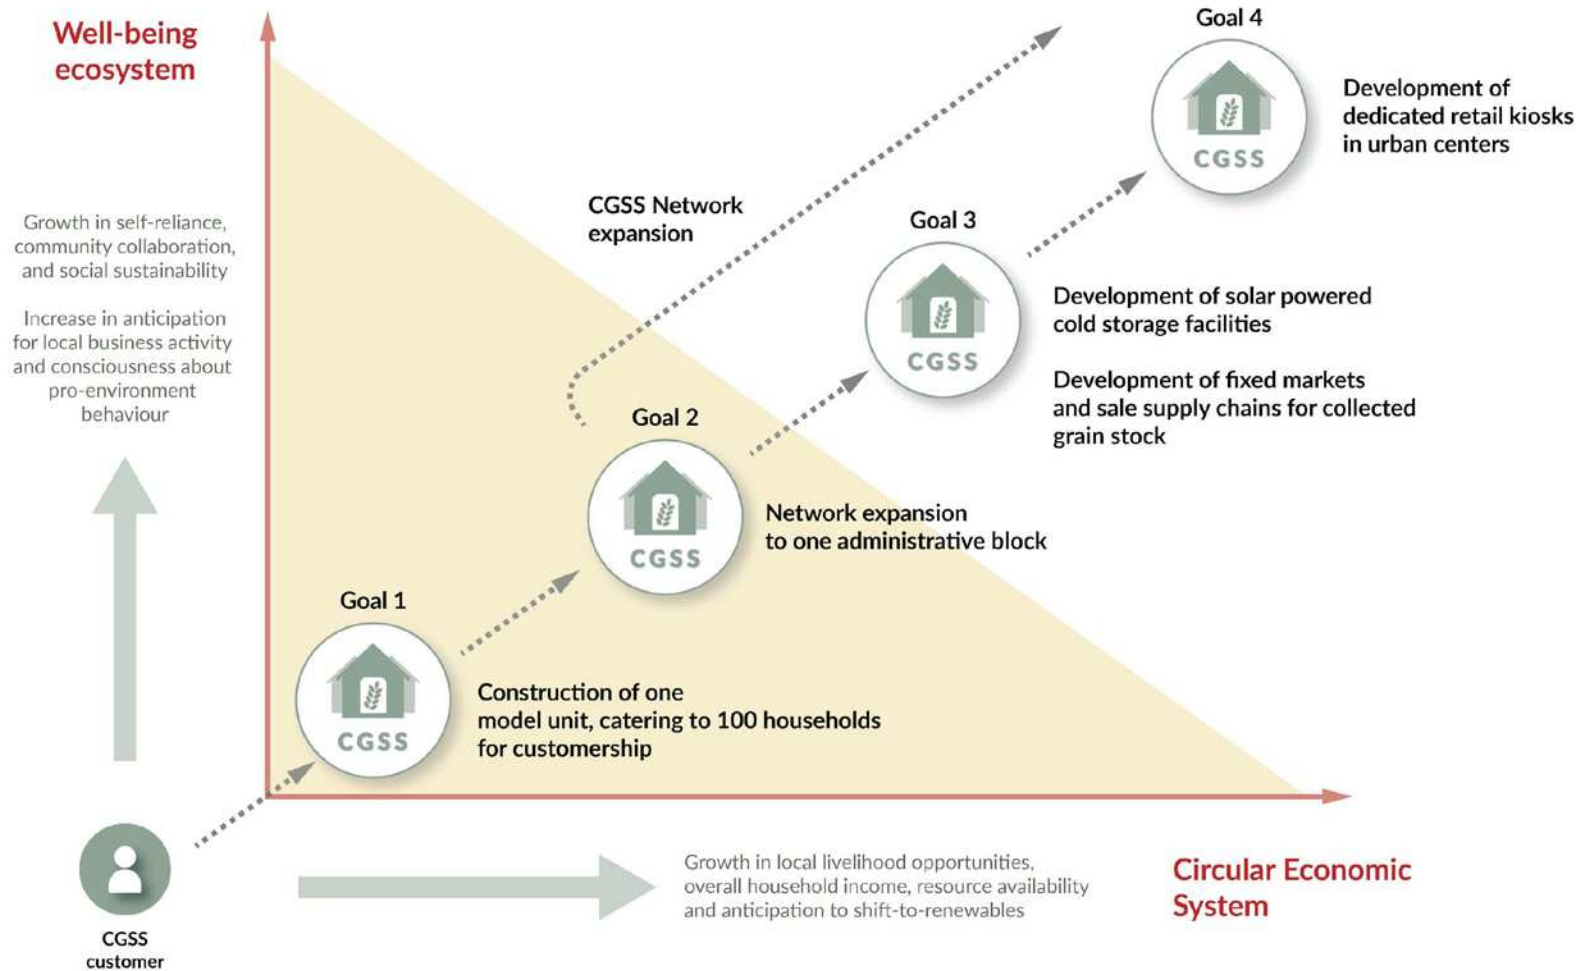 Well-being
ecosystem
Growth in self-reliance,
community collaboration,
and social sustainability
Increase in anticipation
for local business activity
and consciousness about
pro-environment
behaviour
CGSS
customer
Goal 1
CGSS
Construction of one
model unit, catering to 100 households
for customership
Goal 2
CGSS
Network expansion
to one administrative block
CGSS Network
expansion
Goal 3
CGSS
Development of solar powered
cold storage facilities
Development of fixed markets
and sale supply chains for collected
grain stock
Goal 4
CGSS
Development of
dedicated retail kiosks
in urban centers
Growth in local livelihood opportunities,
overall household income, resource availability
and anticipation to shift-to-renewables
Circular Economic
System